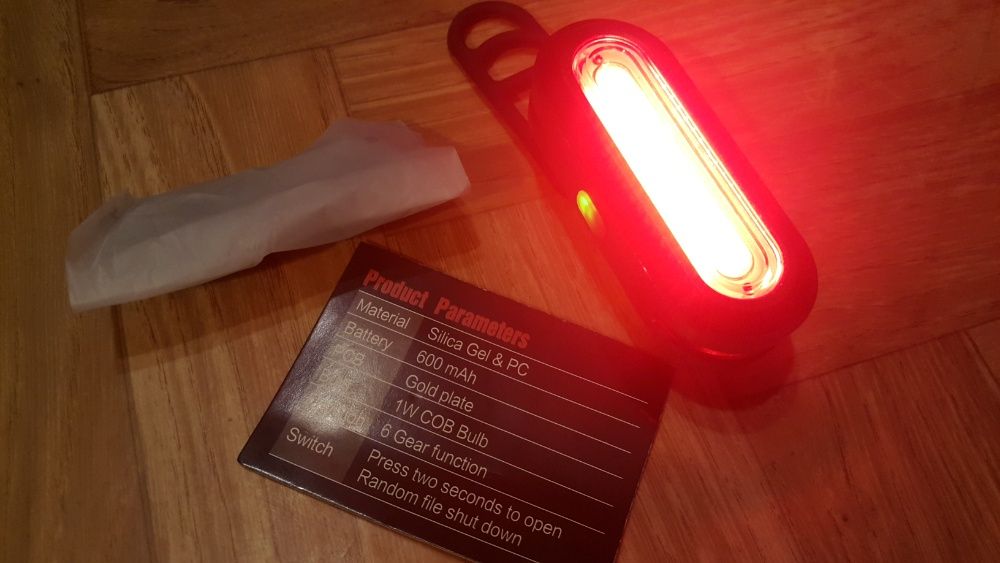 Product Parameters
Material Silica Gel & PC
Battery 600 mAh
PCB Gold plate
1W COB Bulb
6 Gear function
Switch Press two seconds to open
Random file shut down